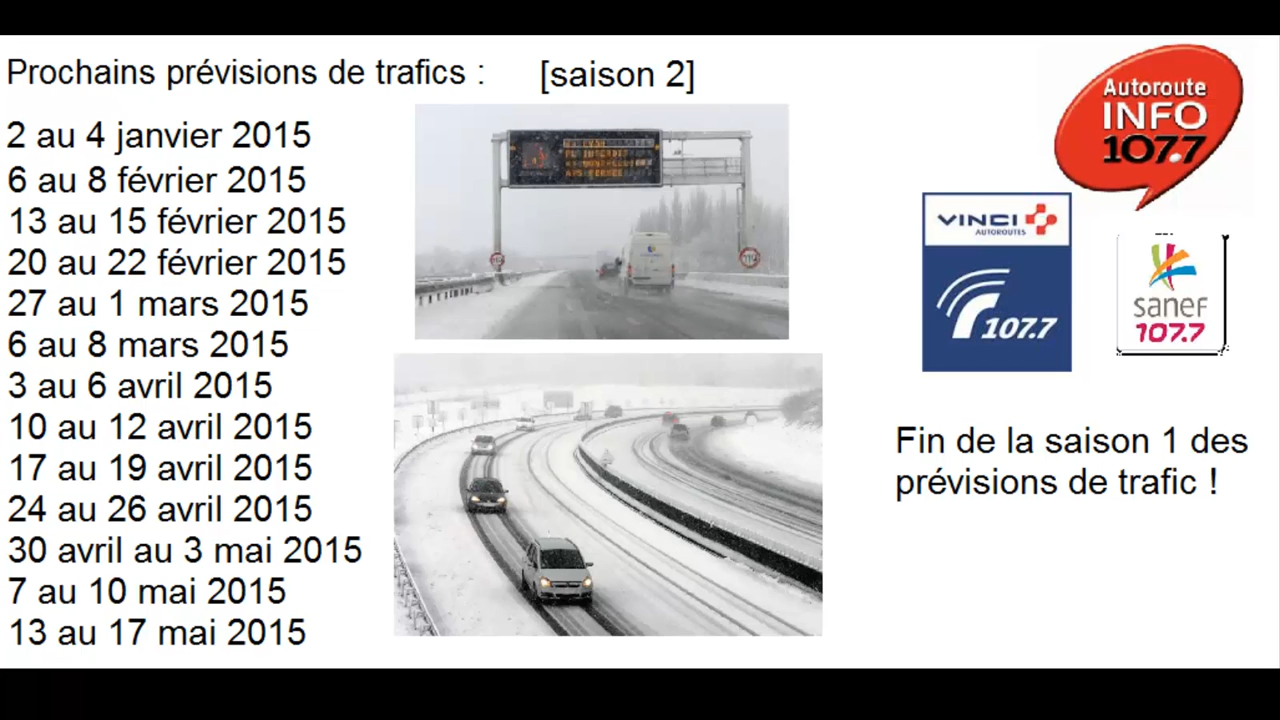 Prochains prévisions de trafics :
[saison 2]
2 au 4 janvier 2015
6 au 8 février 2015
13 au 15 février 2015
20 au 22 février 2015
27 au 1 mars 2015
6 au 8 mars 2015
3 au 6 avril 2015
10 au 12 avril 2015
17 au 19 avril 2015
24 au 26 avril 2015
30 avril au 3 mai 2015
7 au 10 mai 2015
13 au 17 mai 2015
Autoroute
INFO
107.7
VINCI
AUTOROUTES
107.7
sanef
107.7
Fin de la saison 1 des
prévisions de trafic !